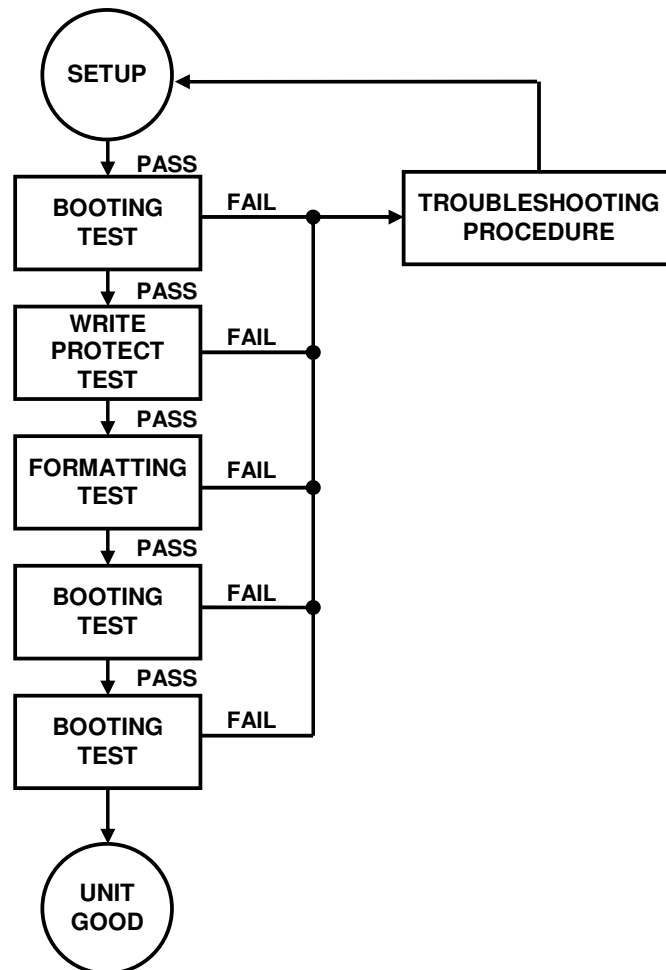 SETUP
PASS
BOOTING
TEST
FAIL
TROUBLESHOOTING
PROCEDURE
PASS
WRITE
PROTECT
TEST
FAIL
PASS
FORMATTING
TEST
FAIL
PASS
BOOTING
TEST
FAIL
PASS
BOOTING
TEST
FAIL
UNIT
GOOD